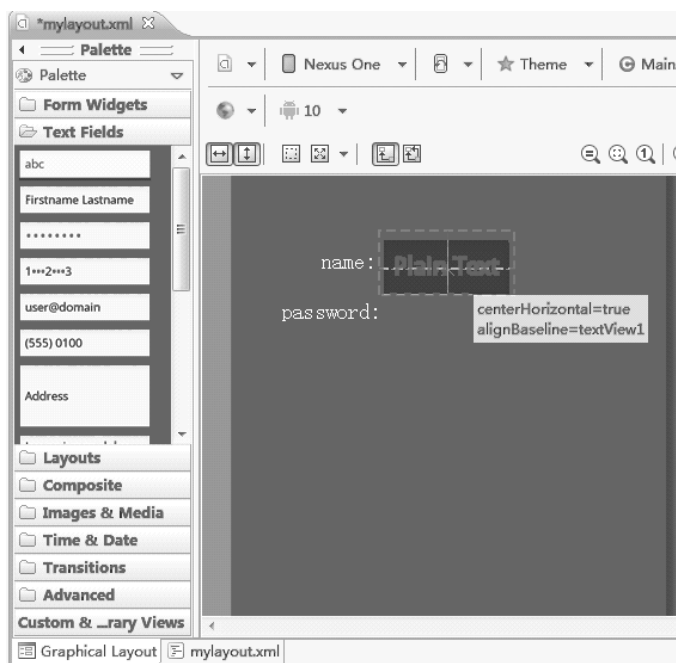 *mylayout.xml
Palette
Palette
Form Widgets
Text Fields
abc
Firstname Lastname
1•••2•••3
user@domain
(555) 0100
Address
Layouts
Composite
Images & Media
Time & Date
Transitions
Advanced
Custom & ...rary Views
Nexus One
Theme
Main
10
name:
Plain Text
password:
centerHorizontal=true
alignBaseline=textView1
Graphical Layout
mylayout.xml